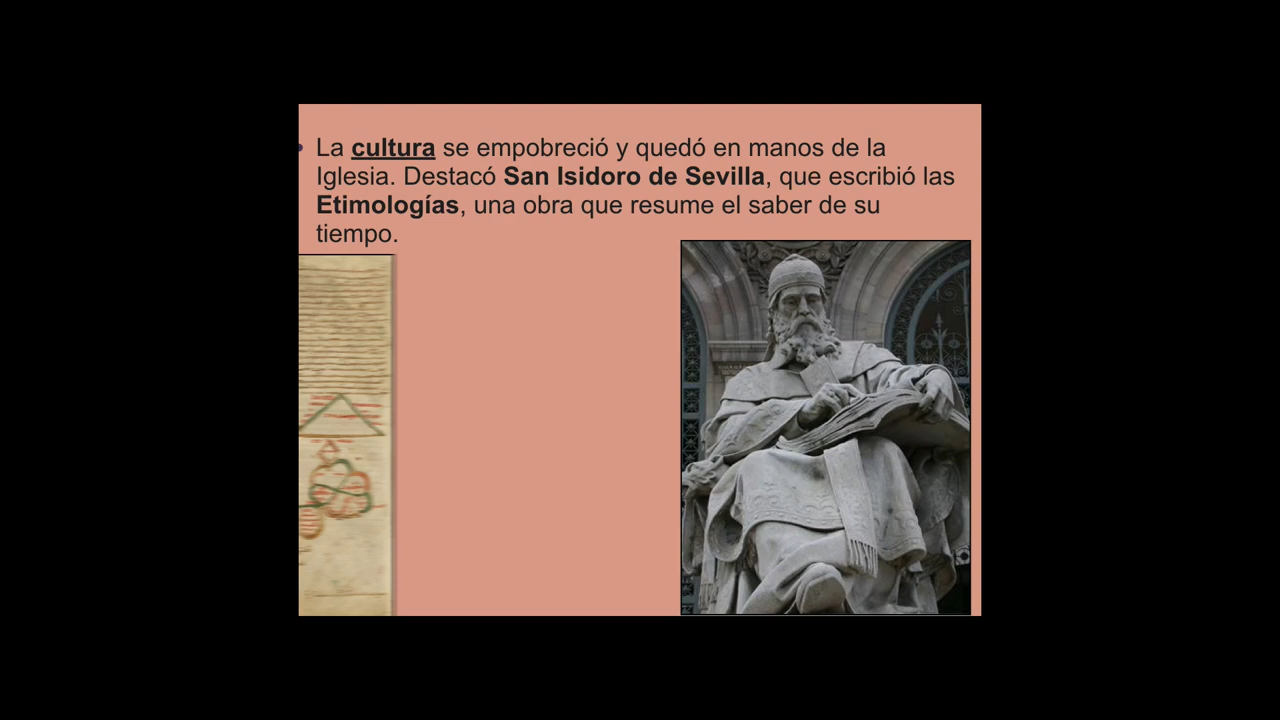 La cultura se empobreció y quedó en manos de la
Iglesia. Destacó San Isidoro de Sevilla, que escribió las
Etimologías, una obra que resume el saber de su
tiempo.